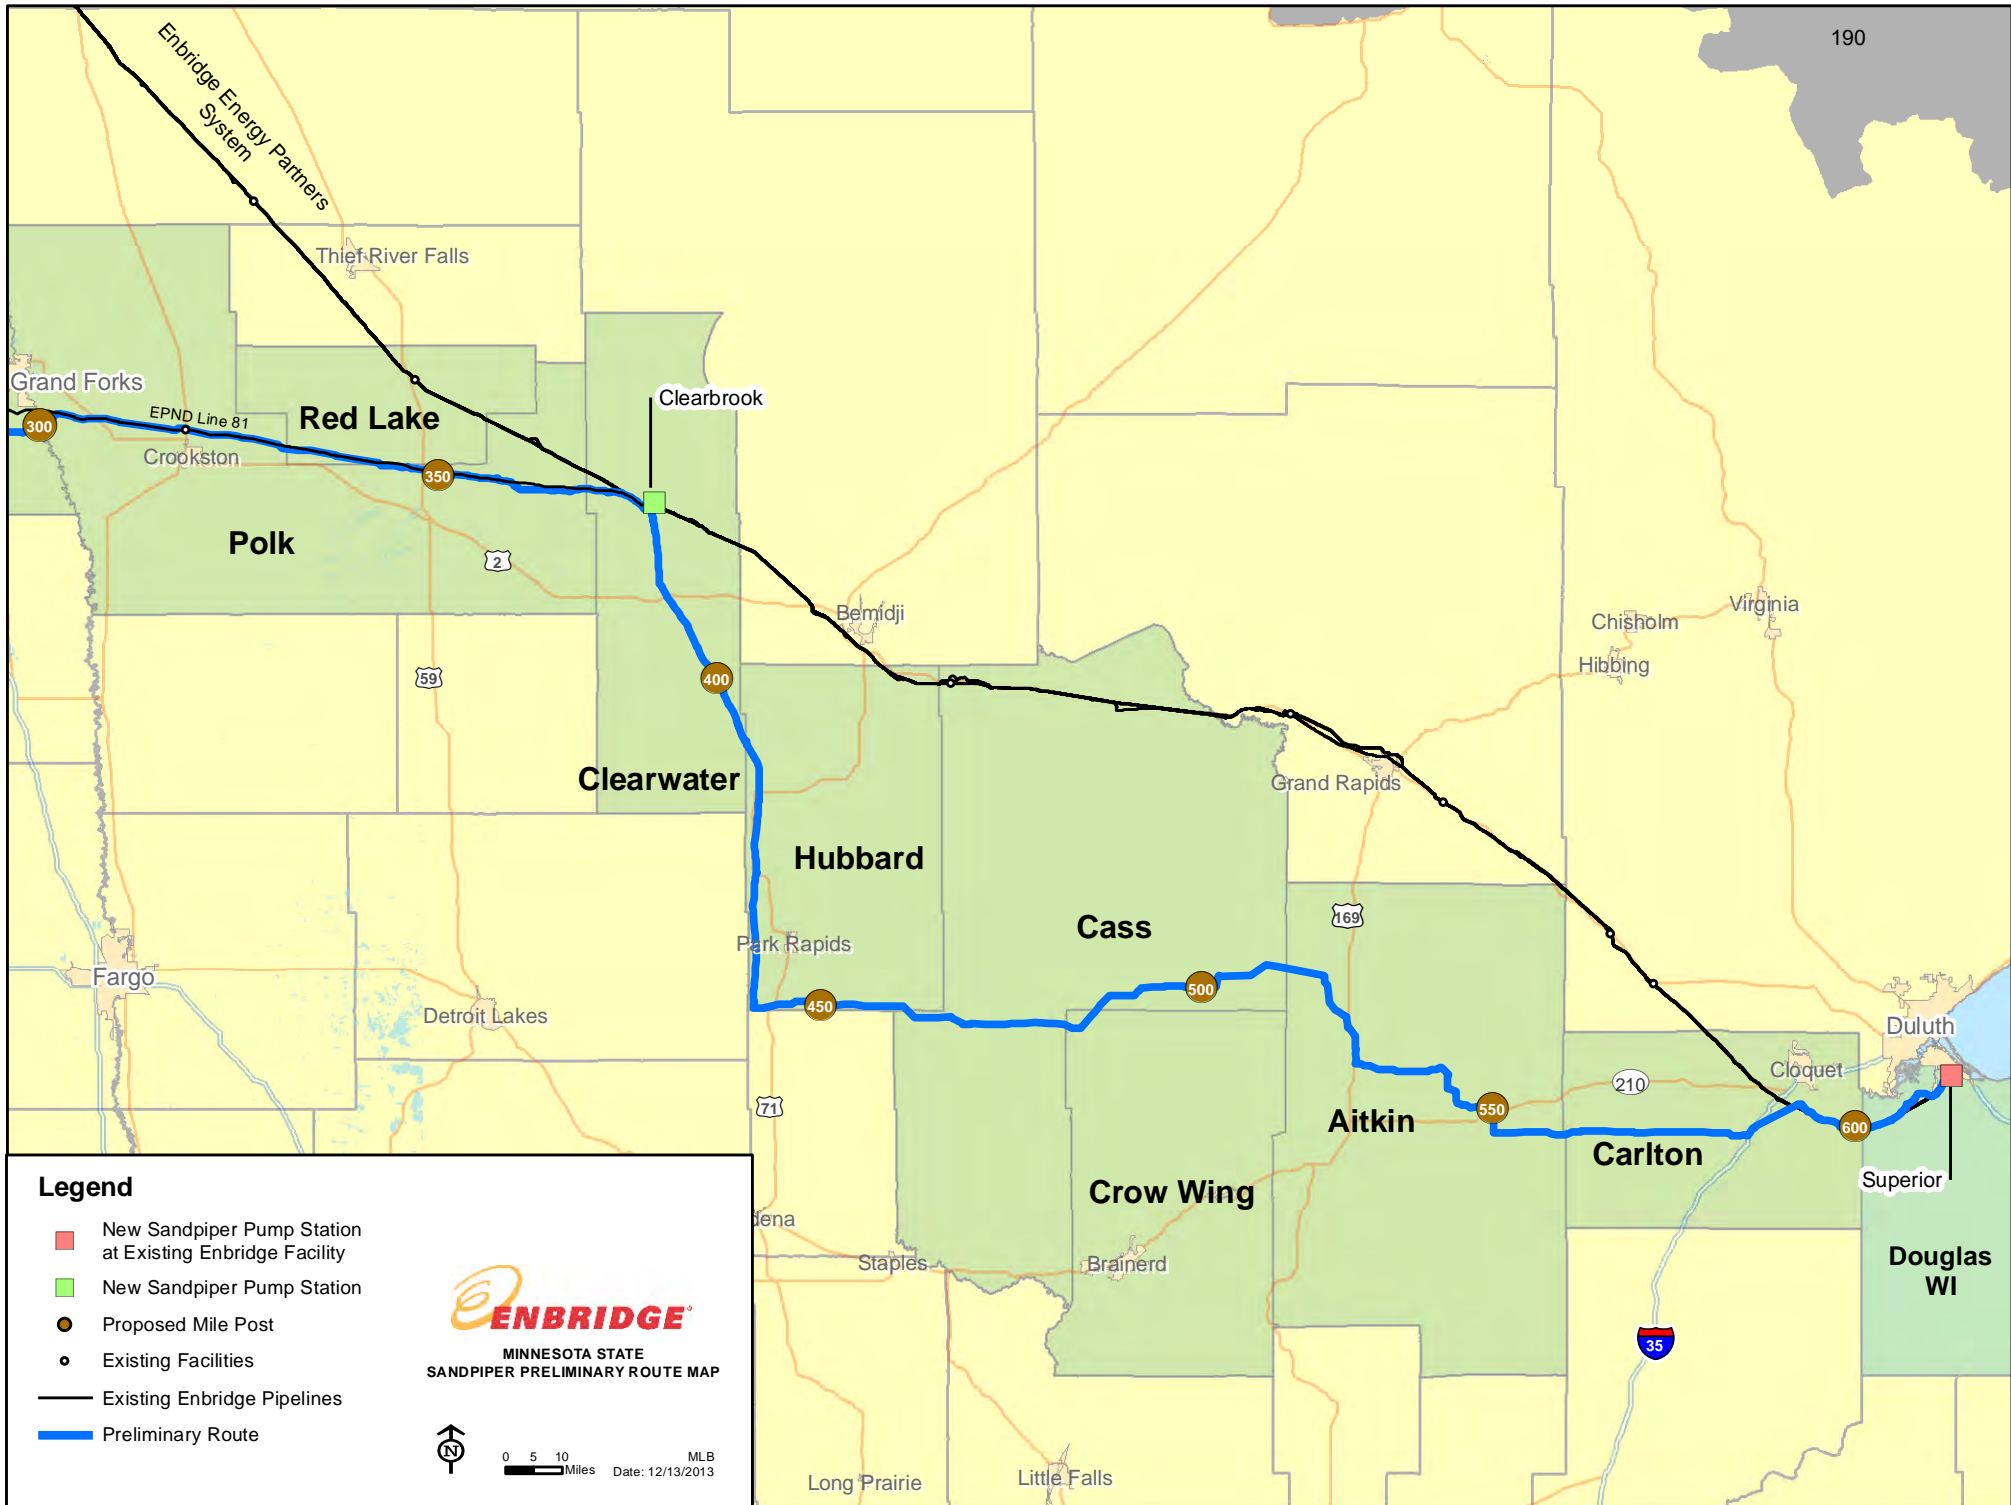 190
Enbridge Energy Partners
System
Thief River Falls
Grand Forks
300
EPND Line 81
Crookston
Red Lake
350
Clearbrook
Polk
2
59
Bemidji
400
Chisholm
Virginia
Hibbing
Clearwater
Grand Rapids
Hubbard
Cass
169
Park Rapids
Fargo
Detroit Lakes
450
500
Duluth
Cloquet
210
71
550
Aitkin
600
Carlton
Superior
Crow Wing
dena
Staples
Brainerd
Douglas
WI
35
Long Prairie
Little Falls
Legend
New Sandpiper Pump Station
at Existing Enbridge Facility
New Sandpiper Pump Station
Proposed Mile Post
Existing Facilities
Existing Enbridge Pipelines
Preliminary Route
ENBRIDGE
MINNESOTA STATE
SANDPIPER PRELIMINARY ROUTE MAP
N
0 5 10
Miles
MLB
Date: 12/13/2013